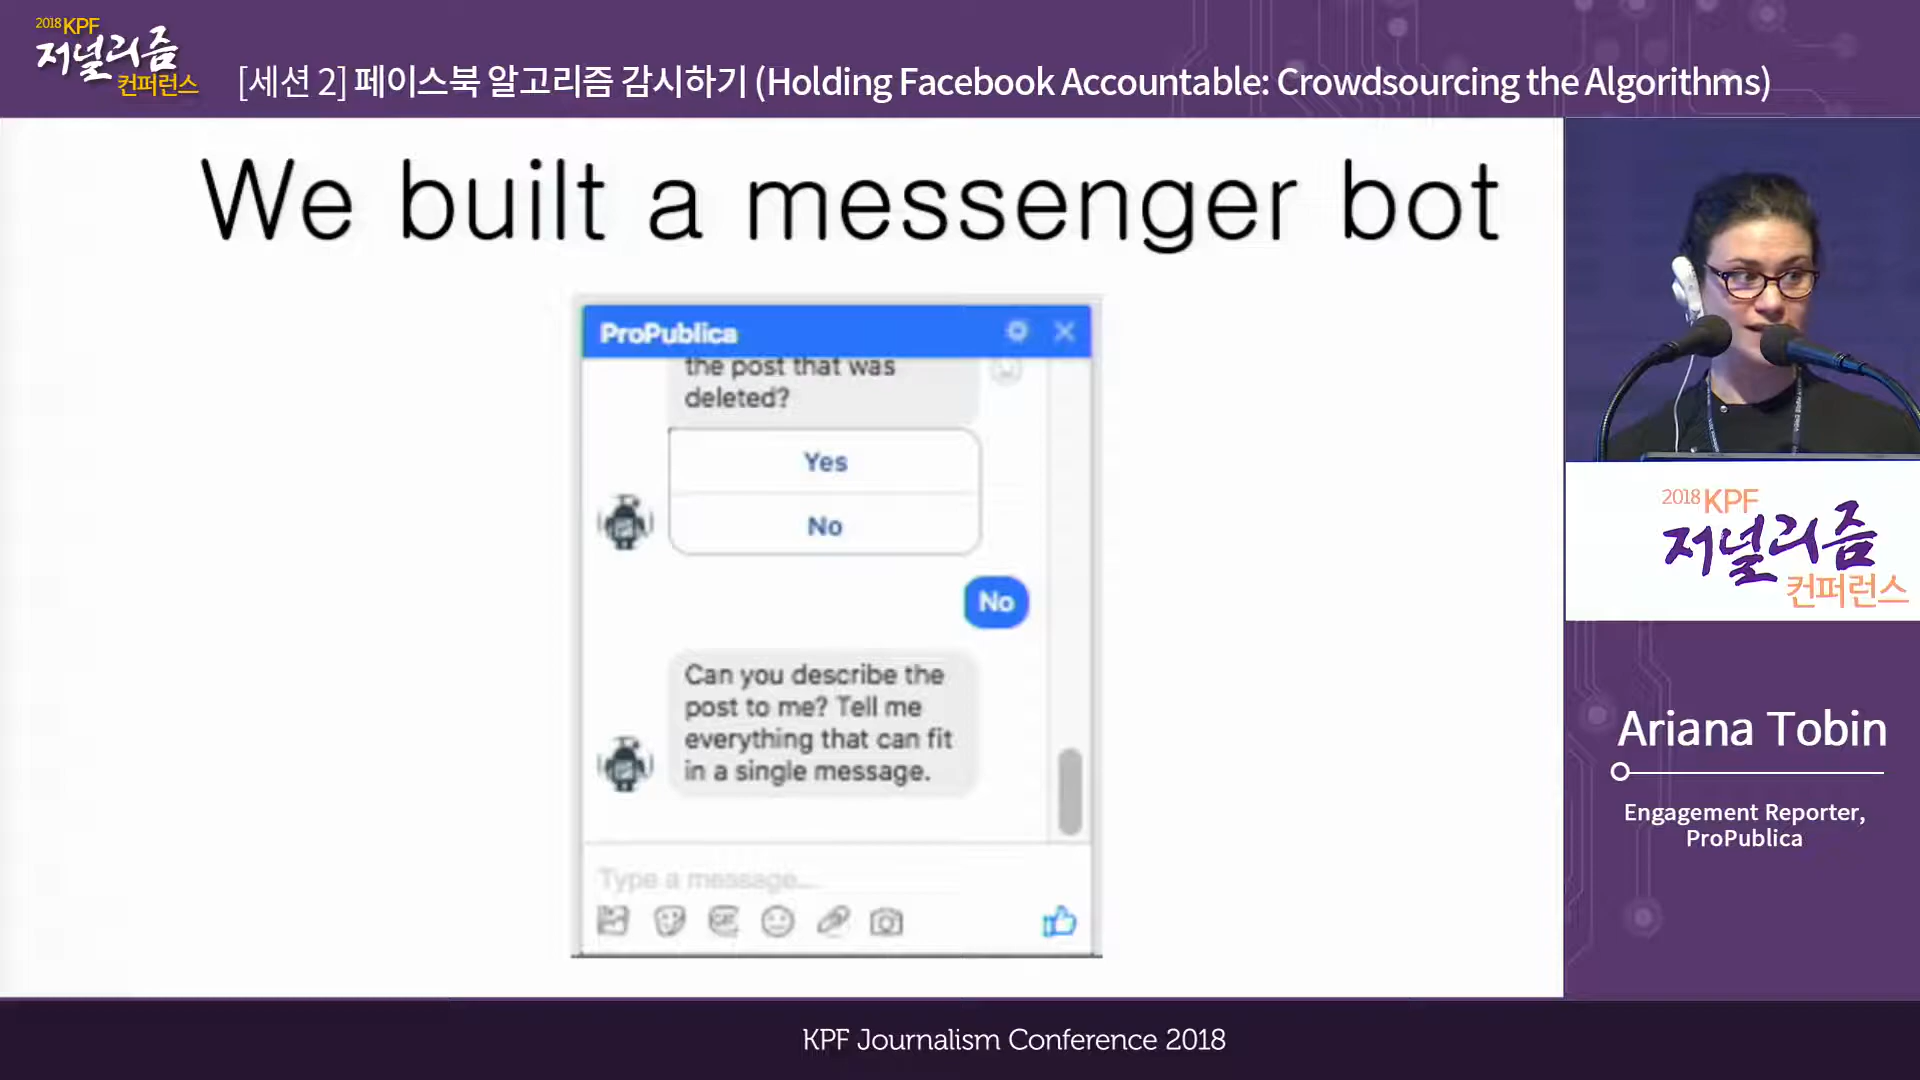 2018 KPF
저널리즘
컨퍼런스
[세션 2] 페이스북 알고리즘 감시하기 (Holding Facebook Accountable: Crowdsourcing the Algorithms)
We built a messenger bot
ProPublica
the post that was
deleted?
Yes
No
No
Can you describe the
post to me? Tell me
everything that can fit
in a single message.
Type a message...
GIF
2018 KPF
저널리즘
컨퍼런스
Ariana Tobin
Engagement Reporter,
ProPublica
KPF Journalism Conference 2018